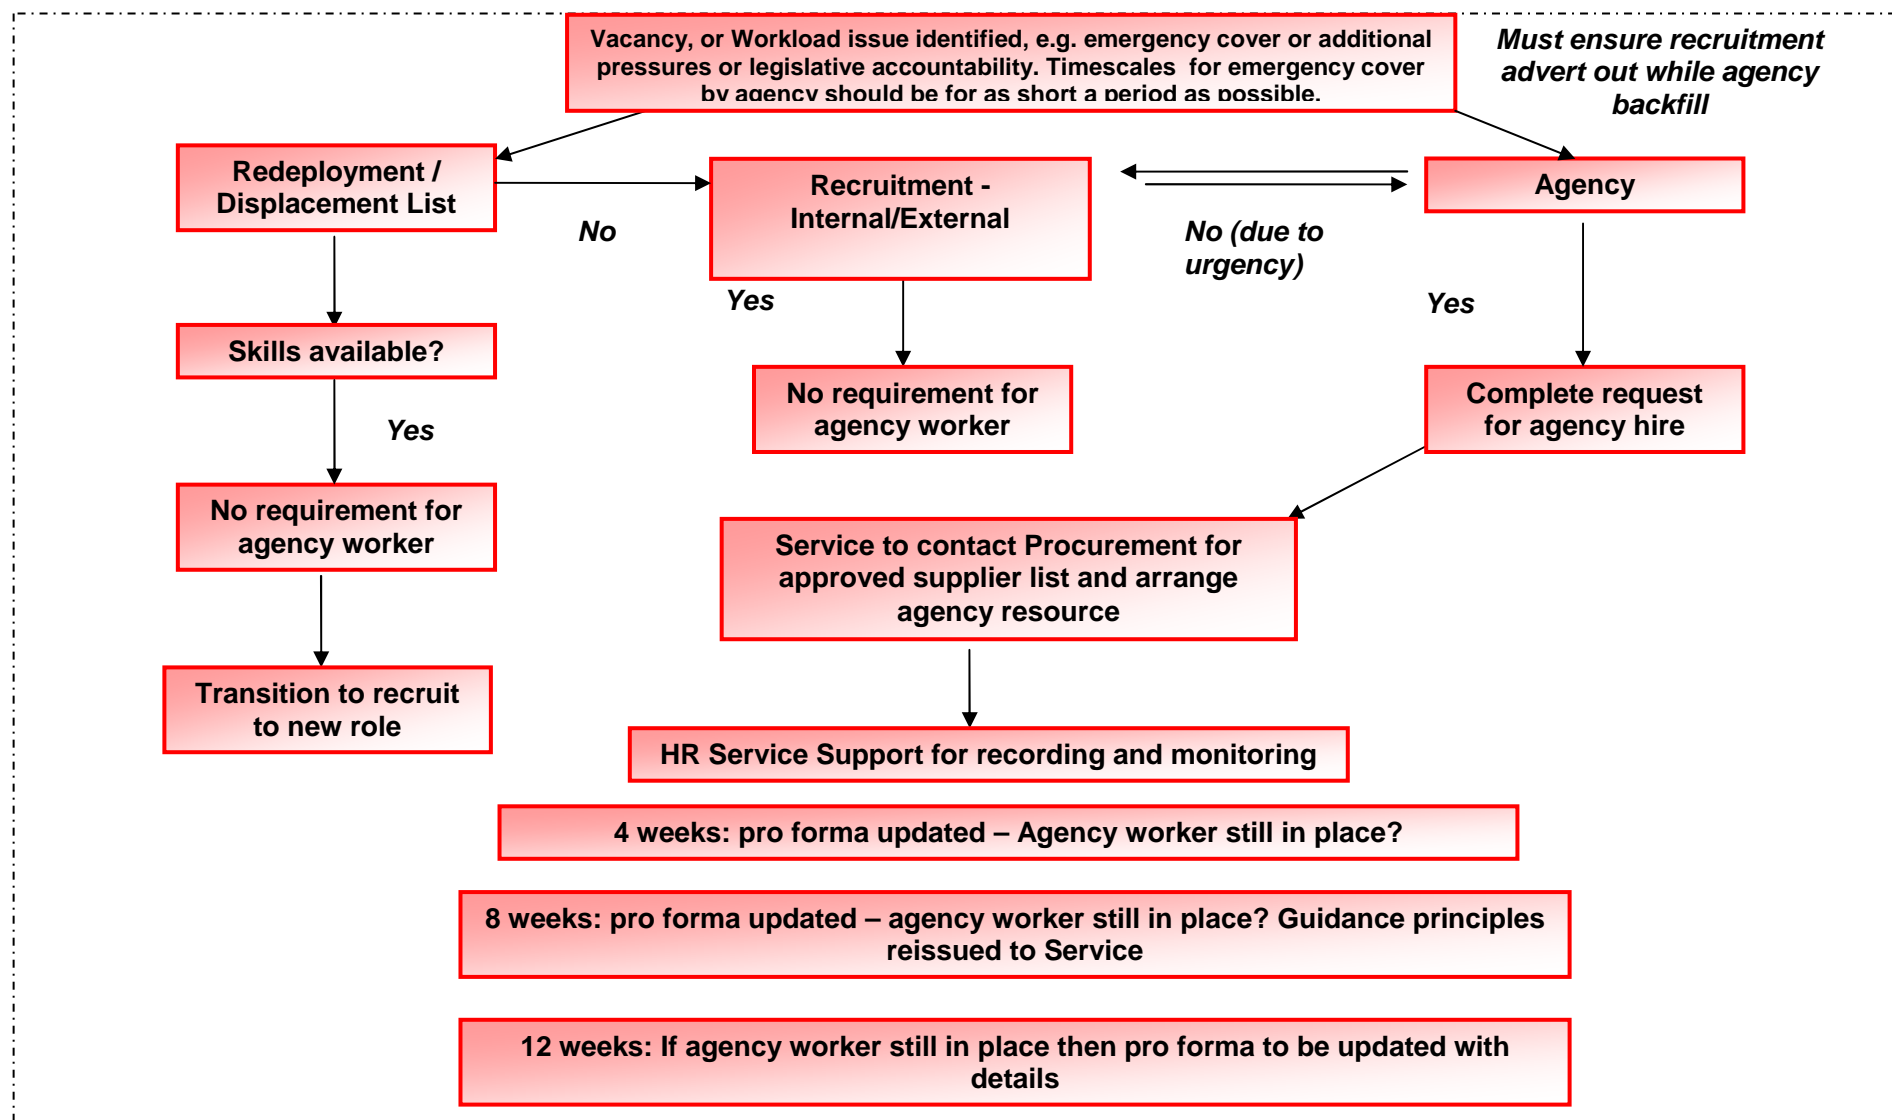 Vacancy, or Workload issue identified, e.g. emergency cover or additional
pressures or legislative accountability. Timescales  for emergency cover
by agency should be for as short a period as possible.
Must ensure recruitment
advert out while agency
backfill
Redeployment /
Displacement List
Recruitment -
Internal/External
Agency
No
No (due to
urgency)
Yes
Yes
Skills available?
No requirement for
agency worker
Complete request
for agency hire
Yes
No requirement for
agency worker
Service to contact Procurement for
approved supplier list and arrange
agency resource
Transition to recruit
to new role
HR Service Support for recording and monitoring
4 weeks: pro forma updated – Agency worker still in place?
8 weeks: pro forma updated – agency worker still in place? Guidance principles
reissued to Service
12 weeks: If agency worker still in place then pro forma to be updated with
details